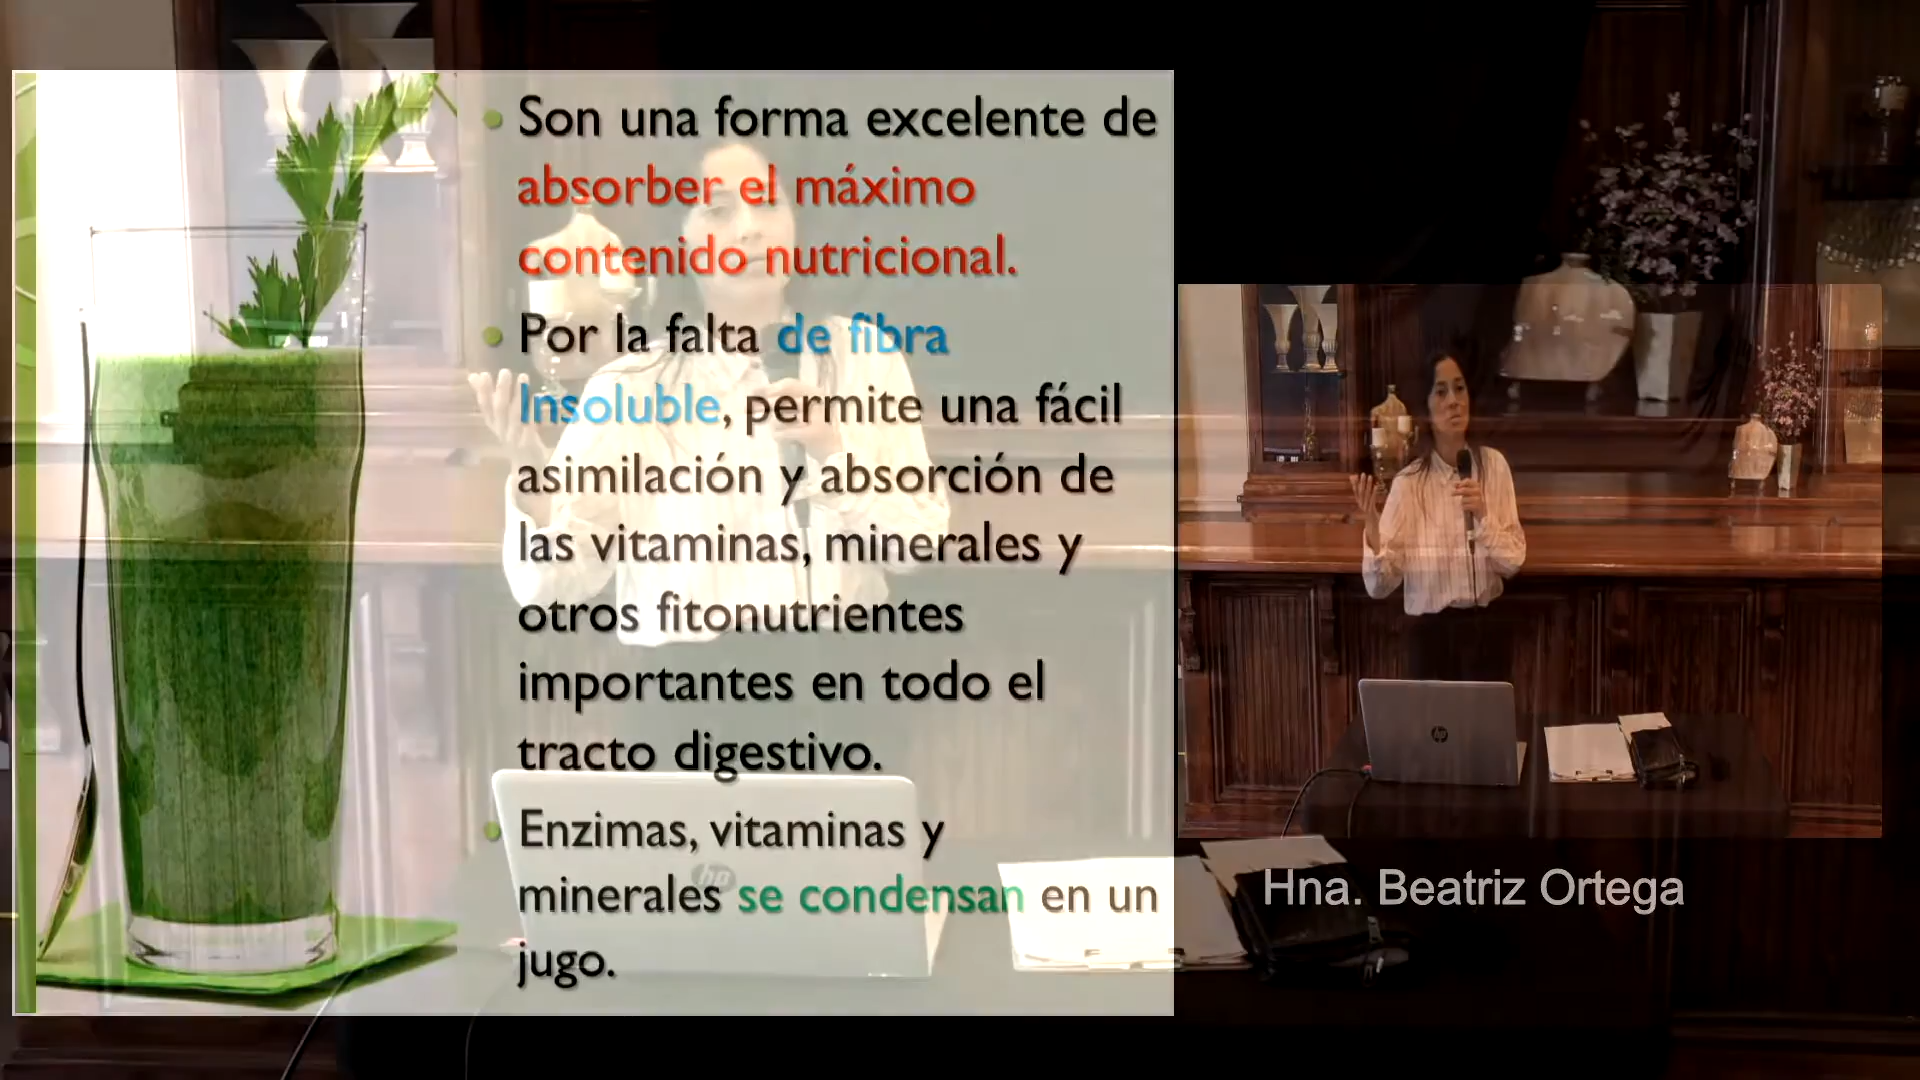 Son una forma excelente de
absorber el máximo
contenido nutricional.
Por la falta de fibra
Insoluble, permite una fácil
asimilación y absorción de
las vitaminas, minerales y
otros fitonutrientes
importantes en todo el
tracto digestivo.
Enzimas, vitaminas y
minerales se condensan en un
jugo.
hp
hp
Hna. Beatriz Ortega